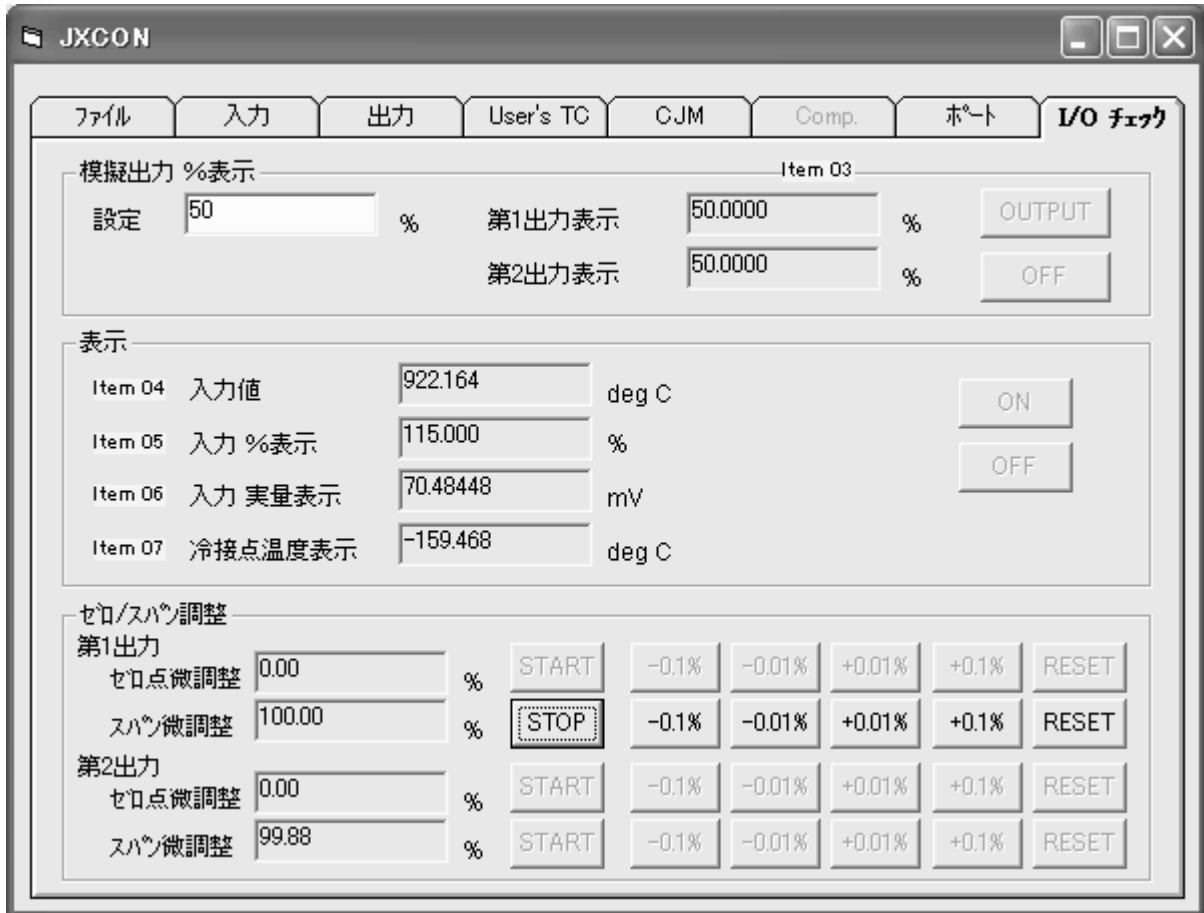 JXCON
ファイル 入力 出力 User's TC CJM Comp. ポート I/O チェック
模擬出力 %表示 Item 03
設定 50 % 第1出力表示 50.0000 % OUTPUT
第2出力表示 50.0000 % OFF
表示
Item 04 入力値 922.164 deg C ON
Item 05 入力 %表示 115.000 %
OFF
Item 06 入力 実量表示 70.48448 mV
Item 07 冷接点温度表示 -159.468 deg C
ゼロ/スパン調整
第1出力
ゼロ点微調整 0.00 % START -0.1% -0.01% +0.01% +0.1% RESET
スパン微調整 100.00 % STOP -0.1% -0.01% +0.01% +0.1% RESET
第2出力
ゼロ点微調整 0.00 % START -0.1% -0.01% +0.01% +0.1% RESET
スパン微調整 99.88 % START -0.1% -0.01% +0.01% +0.1% RESET